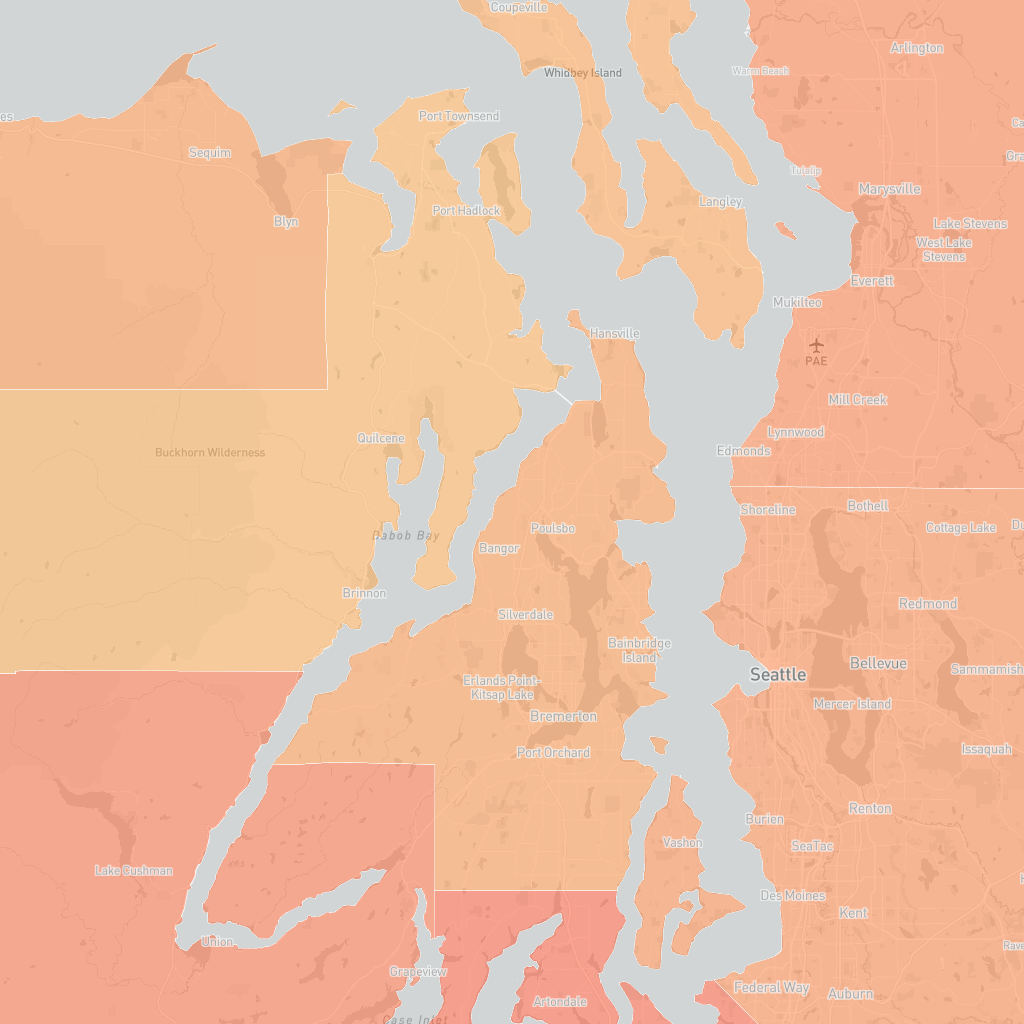 Coupeville
Arlington
Whidbey Island
Warm Beach
Port Townsend
Sequim
Tulalip
Marysville
Langley
Port Hadlock
Blyn
Lake Stevens
West Lake
Stevens
Everett
Mukilteo
Hansville
PAE
Mill Creek
Lynnwood
Quilcene
Buckhorn Wilderness
Edmonds
Shoreline
Bothell
Cottage Lake
Poulsbo
Dabob Bay
Bangor
Brinnon
Redmond
Silverdale
Bainbridge
Island
Bellevue
Sammamish
Seattle
Erlands Point-
Kitsap Lake
Mercer Island
Bremerton
Port Orchard
Issaquah
Renton
Burien
Vashon
SeaTac
Lake Cushman
Des Moines
Kent
Union
Grapeview
Federal Way
Auburn
Artondale
Case Inlet